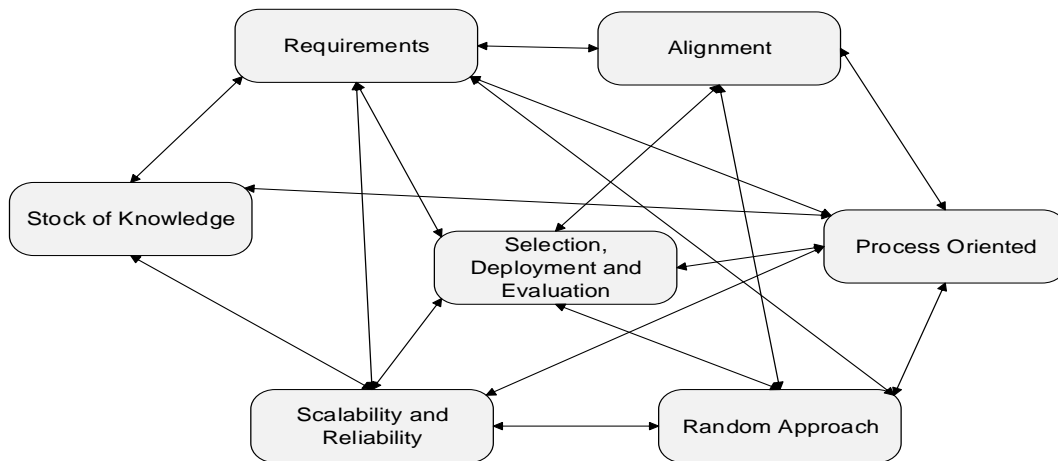 Requirements
Alignment
Stock of Knowledge
Selection,
Deployment and
Evaluation
Process Oriented
Scalability and
Reliability
Random Approach